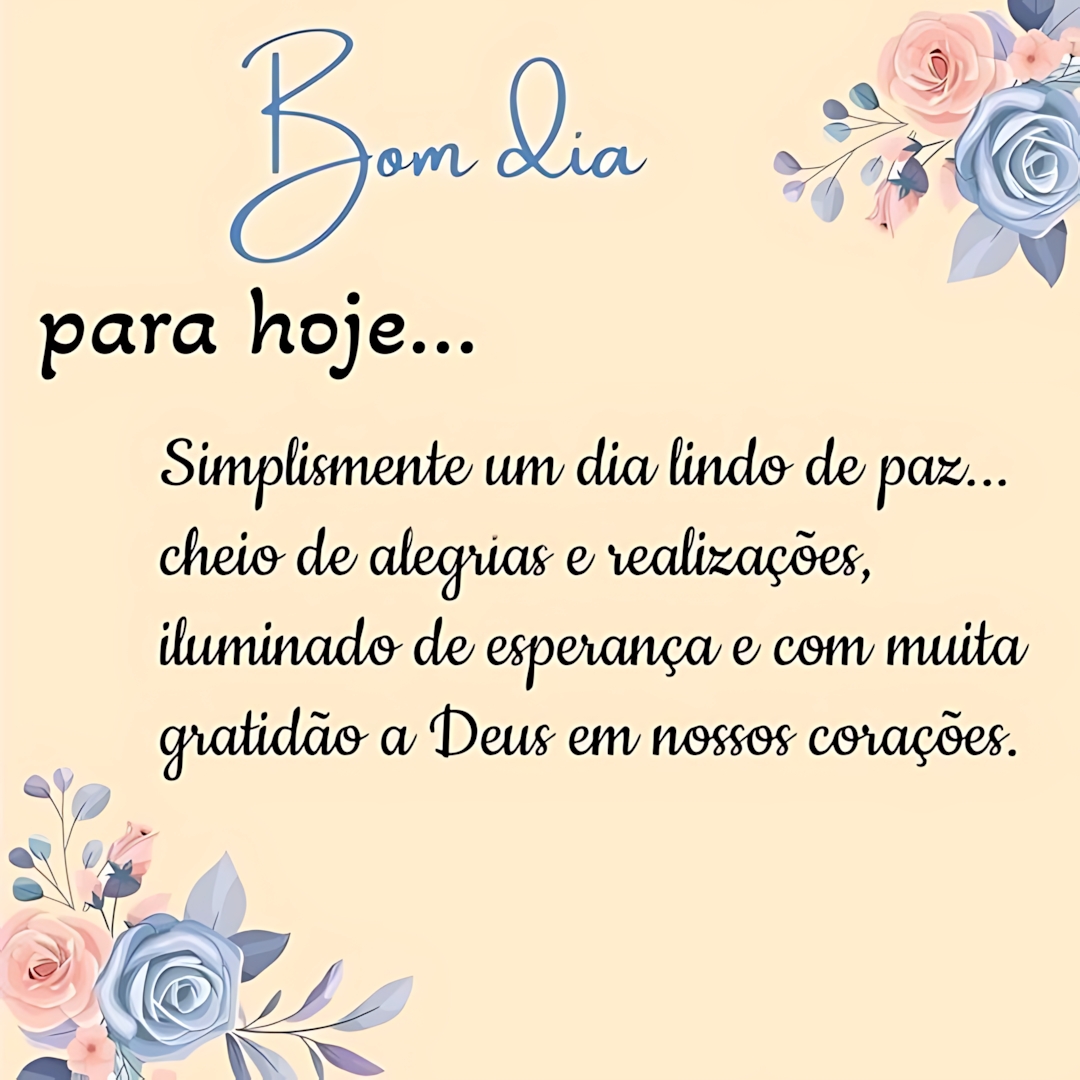 Bom dia
para hoje...
Simplismente um dia lindo de paz...
cheio de alegrias e realizações,
iluminado de esperança e com muita
gratidão a Deus em nossos corações.